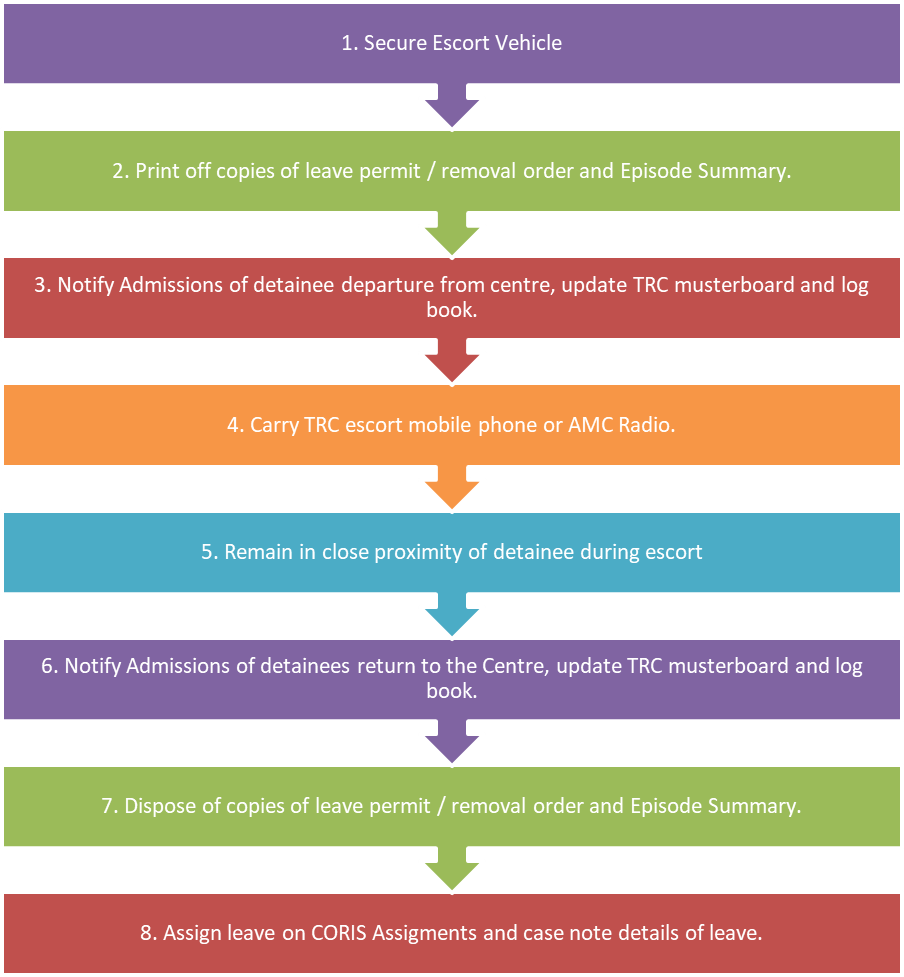 1. Secure Escort Vehicle
2. Print off copies of leave permit / removal order and Episode Summary.
3. Notify Admissions of detainee departure from centre, update TRC musterboard and log
book.
4. Carry TRC escort mobile phone or AMC Radio.
5. Remain in close proximity of detainee during escort
6. Notify Admissions of detainees return to the Centre, update TRC musterboard and log
book.
7. Dispose of copies of leave permit / removal order and Episode Summary.
8. Assign leave on CORIS Assigments and case note details of leave.